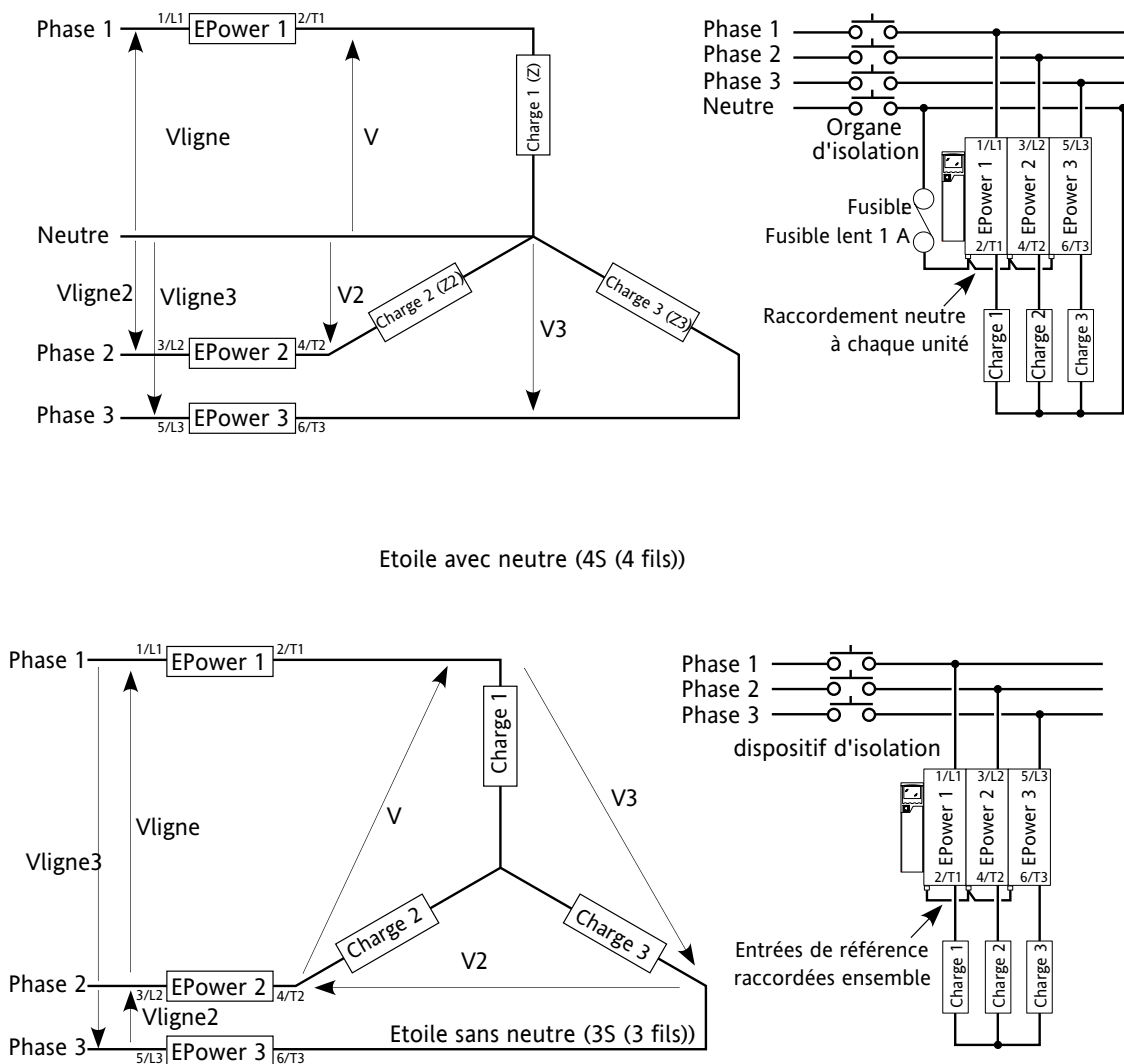 Phase 1
1/L1
EPower 1
2/T1
Charge 1 (Z)
Vligne
V
Neutre
Vligne2
Vligne3
V2
Charge 2 (Z2)
Charge 3 (Z3)
V3
Phase 2
3/L2
EPower 2
4/T2
Phase 3
5/L3
EPower 3
6/T3
Phase 1
Phase 2
Phase 3
Neutre
Organe
d'isolation
1/L1
3/L2
5/L3
EPower 1
EPower 2
EPower 3
2/T1
4/T2
6/T3
Fusible
Fusible lent 1 A
Raccordement neutre
à chaque unité
Charge 1
Charge 2
Charge 3
Etoile avec neutre (4S (4 fils))
Phase 1
1/L1
EPower 1
2/T1
Charge 1
Vligne
V
V3
Vligne3
Charge 2
Charge 3
V2
Phase 2
3/L2
EPower 2
4/T2
Vligne2
Etoile sans neutre (3S (3 fils))
Phase 3
5/L3
EPower 3
6/T3
Phase 1
Phase 2
Phase 3
dispositif d'isolation
1/L1
3/L2
5/L3
EPower 1
EPower 2
EPower 3
2/T1
4/T2
6/T3
Entrées de référence
raccordées ensemble
Charge 1
Charge 2
Charge 3